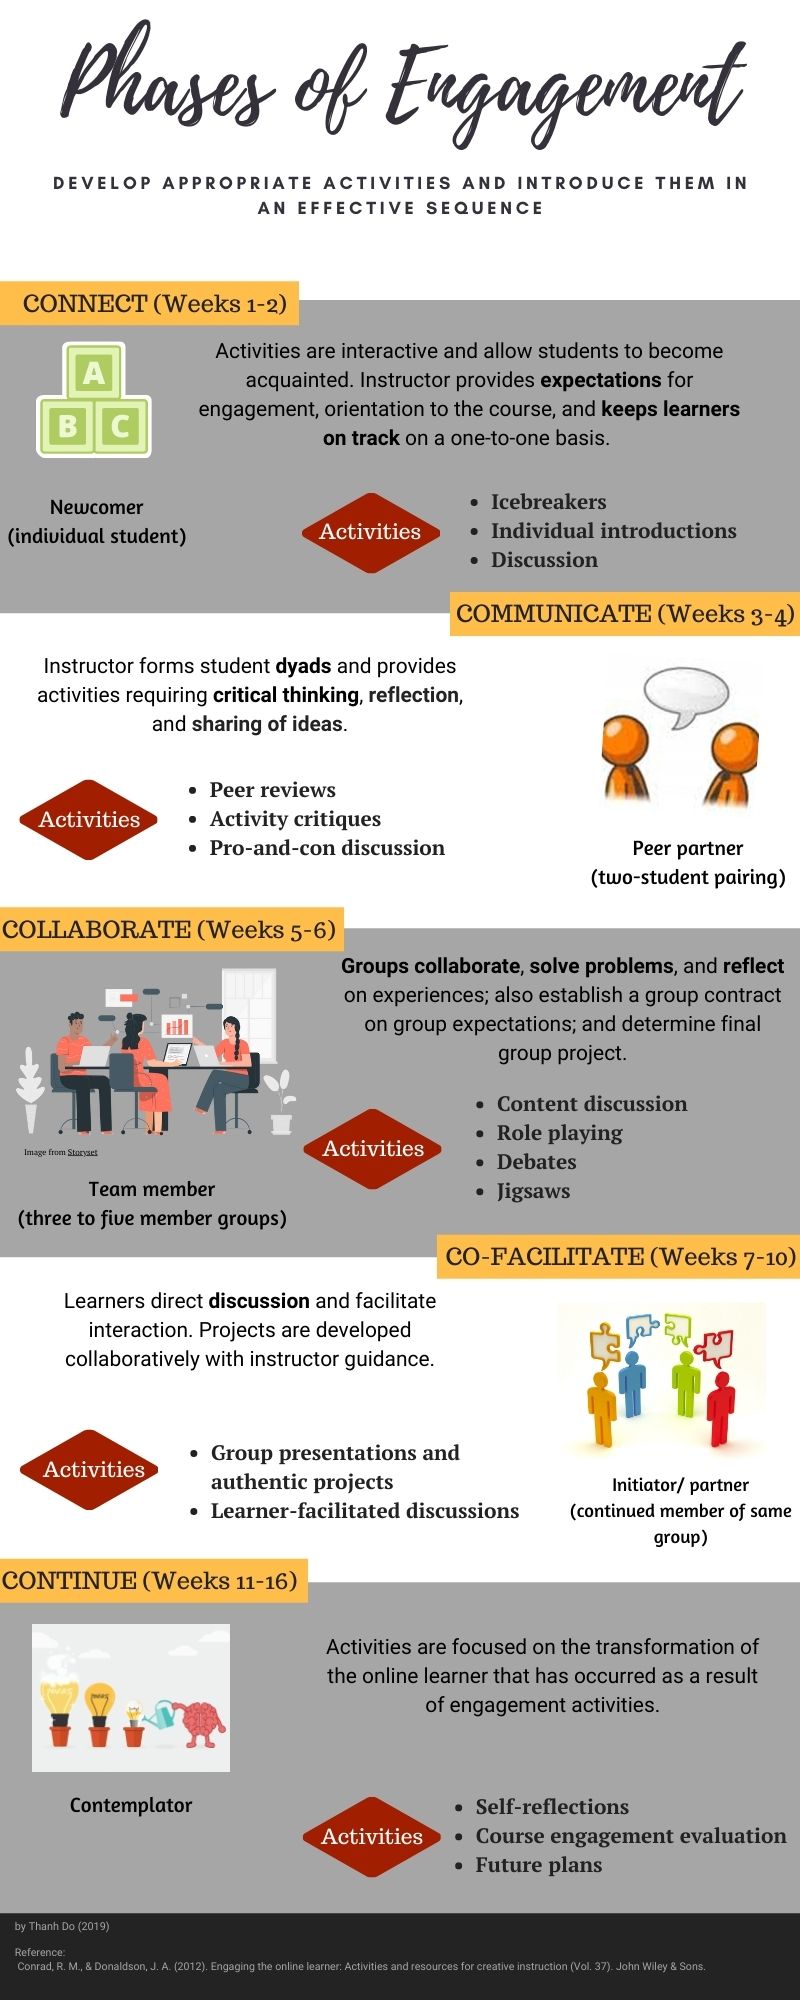 Phases of Engagement
DEVELOP APPROPRIATE ACTIVITIES AND INTRODUCE THEM IN
AN EFFECTIVE SEQUENCE
CONNECT (Weeks 1-2)
A
B C
Activities are interactive and allow students to become
acquainted. Instructor provides expectations for
engagement, orientation to the course, and keeps learners
on track on a one-to-one basis.
Newcomer
(individual student)
Activities
• Icebreakers
• Individual introductions
• Discussion
COMMUNICATE (Weeks 3-4)
Instructor forms student dyads and provides
activities requiring critical thinking, reflection,
and sharing of ideas.
Activities
• Peer reviews
• Activity critiques
• Pro-and-con discussion
Peer partner
(two-student pairing)
COLLABORATE (Weeks 5-6)
Groups collaborate, solve problems, and reflect
on experiences; also establish a group contract
on group expectations; and determine final
group project.
Image from Storyset
Team member
(three to five member groups)
Activities
• Content discussion
• Role playing
• Debates
• Jigsaws
CO-FACILITATE (Weeks 7-10)
Learners direct discussion and facilitate
interaction. Projects are developed
collaboratively with instructor guidance.
Activities
• Group presentations and
authentic projects
• Learner-facilitated discussions
Initiator/ partner
(continued member of same
group)
CONTINUE (Weeks 11-16)
Activities are focused on the transformation of
the online learner that has occurred as a result
of engagement activities.
Contemplator
Activities
• Self-reflections
• Course engagement evaluation
• Future plans
by Thanh Do (2019)
Reference:
Conrad, R. M., & Donaldson, J. A. (2012). Engaging the online learner: Activities and resources for creative instruction (Vol. 37). John Wiley & Sons.